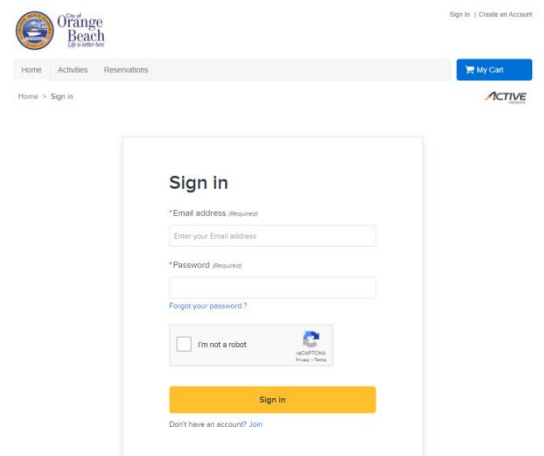 City of
Orange
Beach
Life is better here
Sign In | Create an Account
Home Activities Reservations
My Cart
Home > Sign in
ACTIVE
Sign in
*Email address (Required)
Enter your Email address
*Password (Required)
Forgot your password ?
I'm not a robot
reCAPTCHA
Privacy - Terms
Sign in
Don't have an account? Join